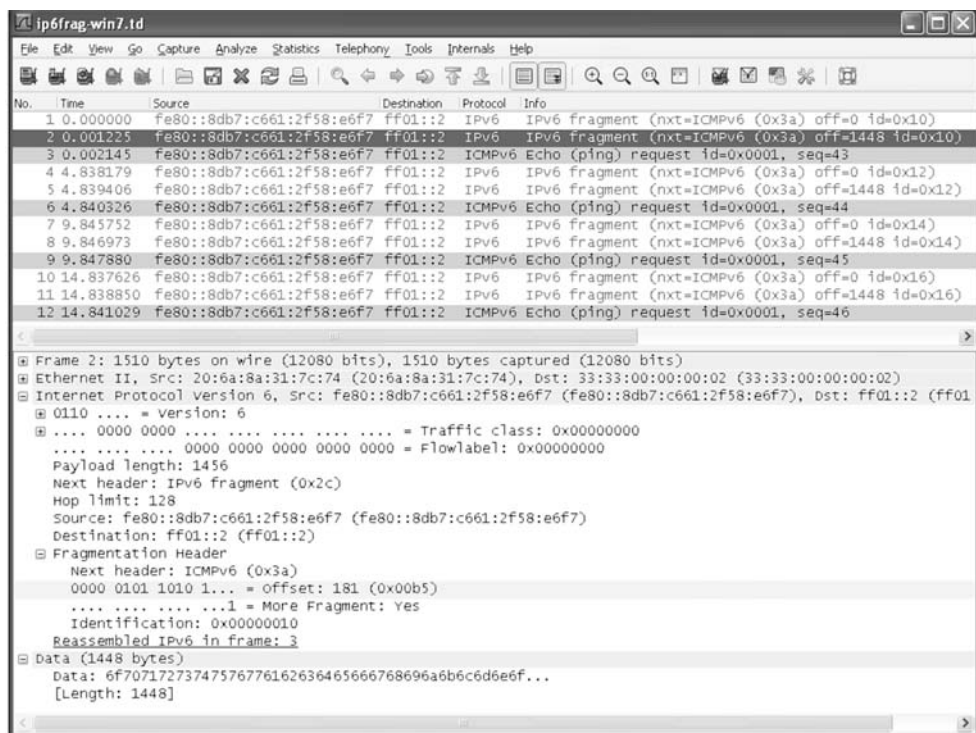 ip6frag-win7.td
File Edit View Go Capture Analyze Statistics Telephony Tools Internals Help
No. Time Source Destination Protocol Info
1 0.000000 fe80::8db7:c661:2f58:e6f7 ff01::2 IPv6 IPv6 fragment (nxt=ICMPv6 (0x3a) off=0 id=0x10)
2 0.001225 fe80::8db7:c661:2f58:e6f7 ff01::2 IPv6 IPv6 fragment (nxt=ICMPv6 (0x3a) off=1448 id=0x10)
3 0.002145 fe80::8db7:c661:2f58:e6f7 ff01::2 ICMPv6 Echo (ping) request id=0x0001, seq=43
4 4.838179 fe80::8db7:c661:2f58:e6f7 ff01::2 IPv6 IPv6 fragment (nxt=ICMPv6 (0x3a) off=0 id=0x12)
5 4.839406 fe80::8db7:c661:2f58:e6f7 ff01::2 IPv6 IPv6 fragment (nxt=ICMPv6 (0x3a) off=1448 id=0x12)
6 4.840326 fe80::8db7:c661:2f58:e6f7 ff01::2 ICMPv6 Echo (ping) request id=0x0001, seq=44
7 9.845752 fe80::8db7:c661:2f58:e6f7 ff01::2 IPv6 IPv6 fragment (nxt=ICMPv6 (0x3a) off=0 id=0x14)
8 9.846973 fe80::8db7:c661:2f58:e6f7 ff01::2 IPv6 IPv6 fragment (nxt=ICMPv6 (0x3a) off=1448 id=0x14)
9 9.847880 fe80::8db7:c661:2f58:e6f7 ff01::2 ICMPv6 Echo (ping) request id=0x0001, seq=45
10 14.837626 fe80::8db7:c661:2f58:e6f7 ff01::2 IPv6 IPv6 fragment (nxt=ICMPv6 (0x3a) off=0 id=0x16)
11 14.838850 fe80::8db7:c661:2f58:e6f7 ff01::2 IPv6 IPv6 fragment (nxt=ICMPv6 (0x3a) off=1448 id=0x16)
12 14.841029 fe80::8db7:c661:2f58:e6f7 ff01::2 ICMPv6 Echo (ping) request id=0x0001, seq=46
Frame 2: 1510 bytes on wire (12080 bits), 1510 bytes captured (12080 bits)
Ethernet II, Src: 20:6a:8a:31:7c:74 (20:6a:8a:31:7c:74), Dst: 33:33:00:00:00:02 (33:33:00:00:00:02)
Internet Protocol Version 6, Src: fe80::8db7:c661:2f58:e6f7 (fe80::8db7:c661:2f58:e6f7), Dst: ff01::2 (ff01
0110 .... = Version: 6
.... 0000 0000 .... .... .... .... .... = Traffic class: 0x00000000
.... .... .... 0000 0000 0000 0000 0000 = Flowlabel: 0x00000000
Payload length: 1456
Next header: IPv6 fragment (0x2c)
Hop limit: 128
Source: fe80::8db7:c661:2f58:e6f7 (fe80::8db7:c661:2f58:e6f7)
Destination: ff01::2 (ff01::2)
Fragmentation Header
Next header: ICMPv6 (0x3a)
0000 0101 1010 1... = Offset: 181 (0x00b5)
.... .... .... ...1 = More Fragment: Yes
Identification: 0x00000010
Reassembled IPv6 in frame: 3
Data (1448 bytes)
Data: 6f70717273747576776162636465666768696a6b6c6d6e6f...
[Length: 1448]